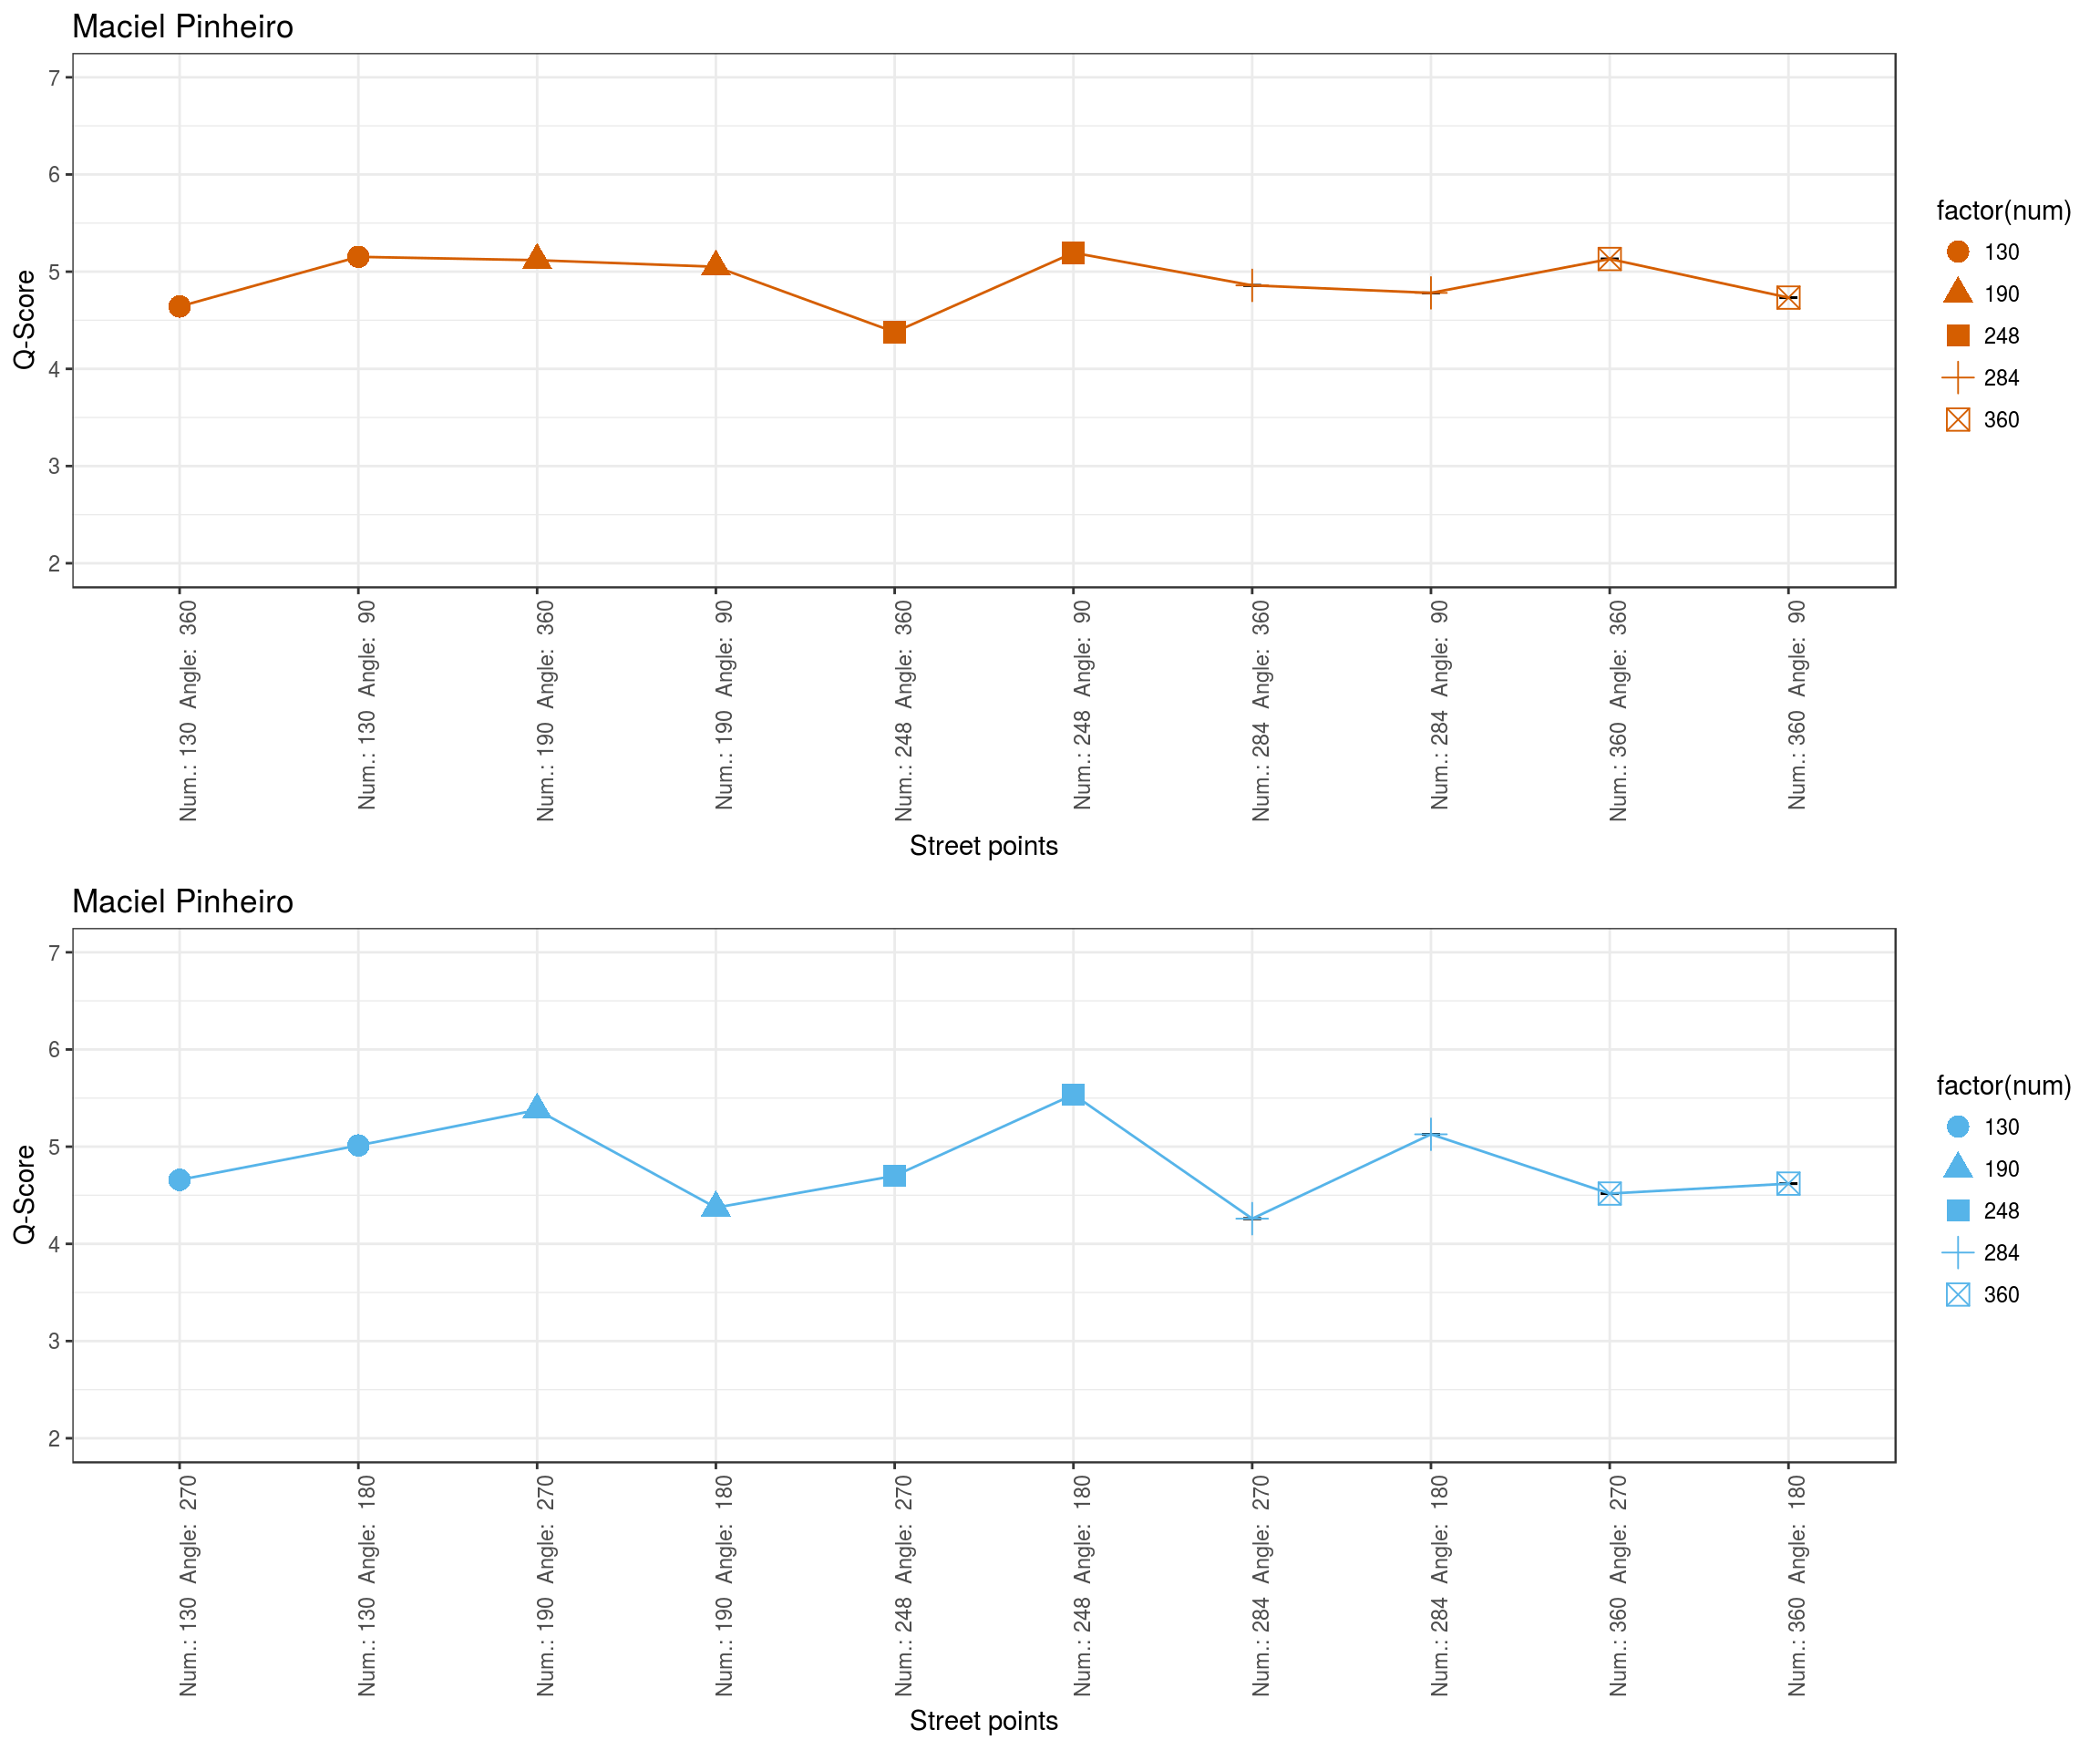 Maciel Pinheiro
7
6
5
4
3
2
Q-Score
Num.: 130 Angle: 360
Num.: 130 Angle: 90
Num.: 190 Angle: 360
Num.: 190 Angle: 90
Num.: 248 Angle: 360
Num.: 248 Angle: 90
Num.: 284 Angle: 360
Num.: 284 Angle: 90
Num.: 360 Angle: 360
Num.: 360 Angle: 90
Street points
factor(num)
130
190
248
284
360
Maciel Pinheiro
7
6
5
4
3
2
Q-Score
Num.: 130 Angle: 270
Num.: 130 Angle: 180
Num.: 190 Angle: 270
Num.: 190 Angle: 180
Num.: 248 Angle: 270
Num.: 248 Angle: 180
Num.: 284 Angle: 270
Num.: 284 Angle: 180
Num.: 360 Angle: 270
Num.: 360 Angle: 180
Street points
factor(num)
130
190
248
284
360